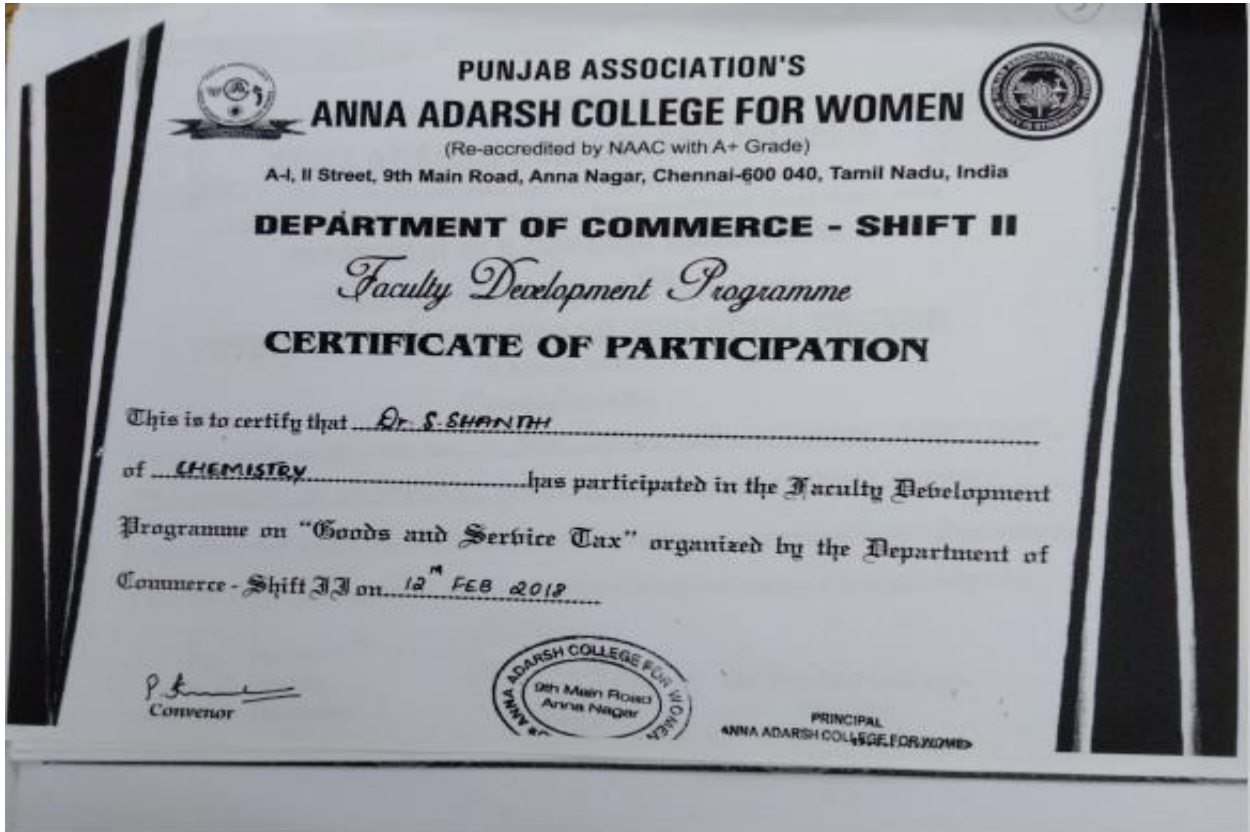 PUNJAB ASSOCIATION'S
ANNA ADARSH COLLEGE FOR WOMEN
(Re-accredited by NAAC with A+ Grade)
A-I, II Street, 9th Main Road, Anna Nagar, Chennai-600 040, Tamil Nadu, India
DEPARTMENT OF COMMERCE - SHIFT II
Faculty Development Programme
CERTIFICATE OF PARTICIPATION
This is to certify that Dr. S. SHANTHI
of CHEMISTRY has participated in the Faculty Development
Programme on "Goods and Service Tax" organized by the Department of
Commerce - Shift II on 12th FEB 2018
Convenor
ANNA ADARSH COLLEGE FOR WOMEN
9th Main Road
Anna Nagar
PRINCIPAL
ANNA ADARSH COLLEGE FOR WOMEN